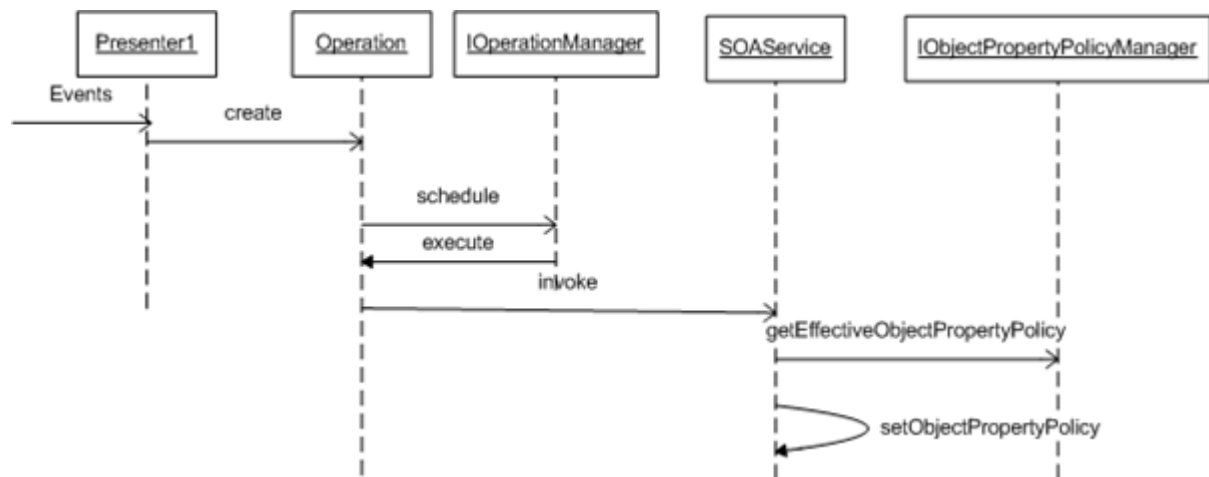 Presenter1
Operation
IOperationManager
SOAService
IObjectPropertyPolicyManager
Events
create
schedule
execute
invoke
getEffectiveObjectPropertyPolicy
setObjectPropertyPolicy